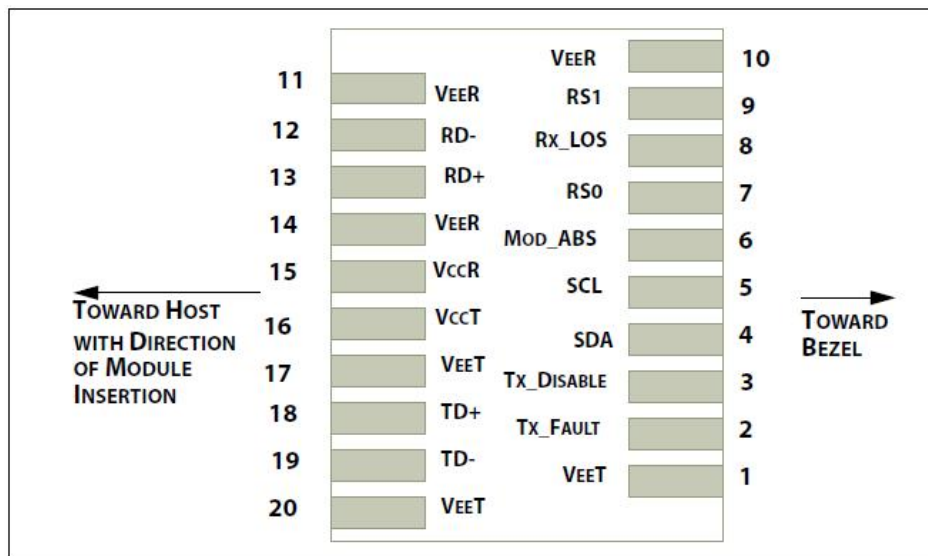 11 VEER
12 RD-
13 RD+
14 VEER
15 VCCR
16 VCCT
17 VEET
18 TD+
19 TD-
20 VEET
VEER 10
RS1 9
RX_LOS 8
RS0 7
MOD_ABS 6
SCL 5
SDA 4
TX_DISABLE 3
TX_FAULT 2
VEET 1
TOWARD HOST
WITH DIRECTION
OF MODULE
INSERTION
TOWARD
BEZEL